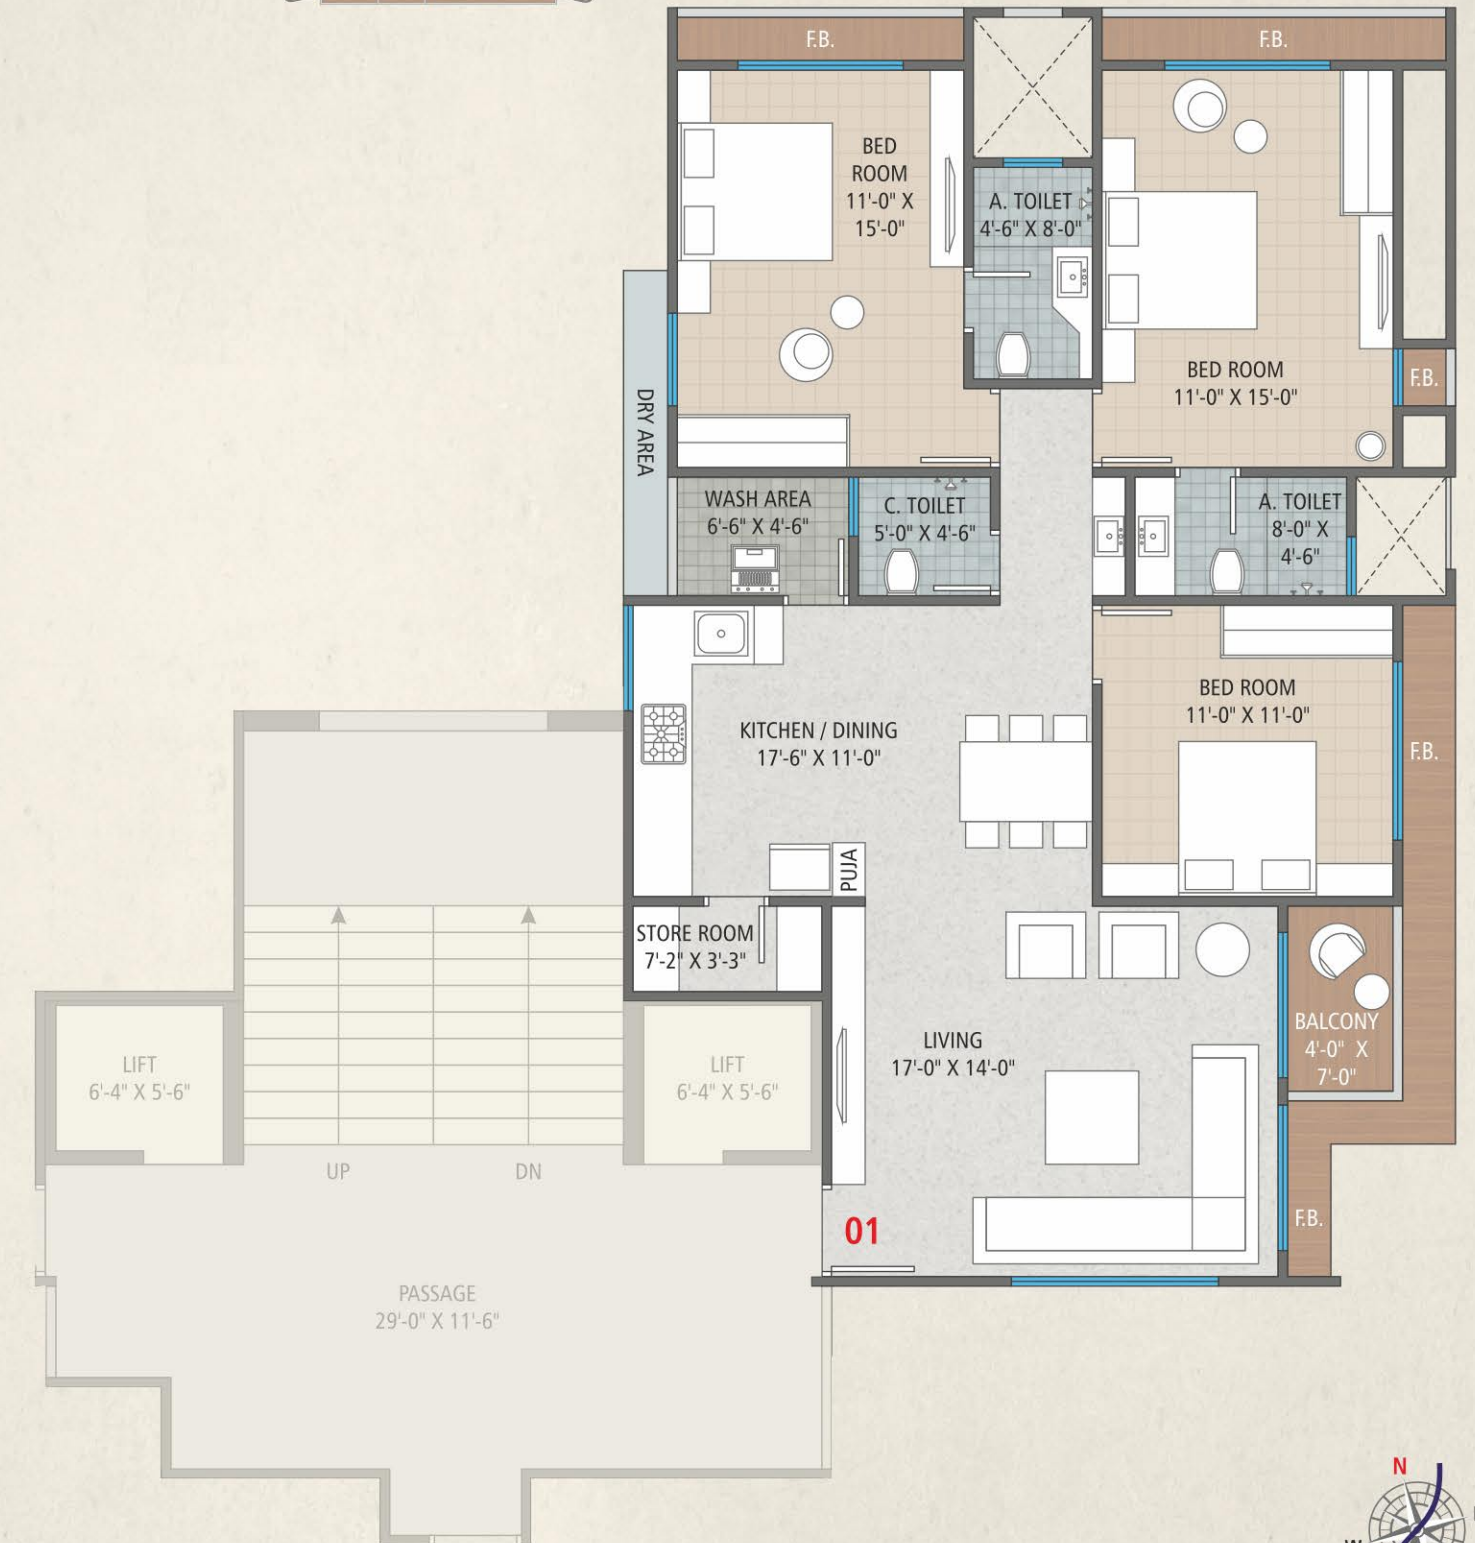 F.B.
F.B.
BED
ROOM
11'-0" X
15'-0"
A. TOILET
4'-6" X 8'-0"
BED ROOM
11'-0" X 15'-0"
F.B.
DRY AREA
WASH AREA
6'-6" X 4'-6"
C. TOILET
5'-0" X 4'-6"
A. TOILET
8'-0" X
4'-6"
BED ROOM
11'-0" X 11'-0"
KITCHEN / DINING
17'-6" X 11'-0"
F.B.
PUJA
STORE ROOM
7'-2" X 3'-3"
BALCONY
4'-0" X
7'-0"
LIVING
17'-0" X 14'-0"
LIFT
6'-4" X 5'-6"
LIFT
6'-4" X 5'-6"
UP
DN
01
F.B.
PASSAGE
29'-0" X 11'-6"
N